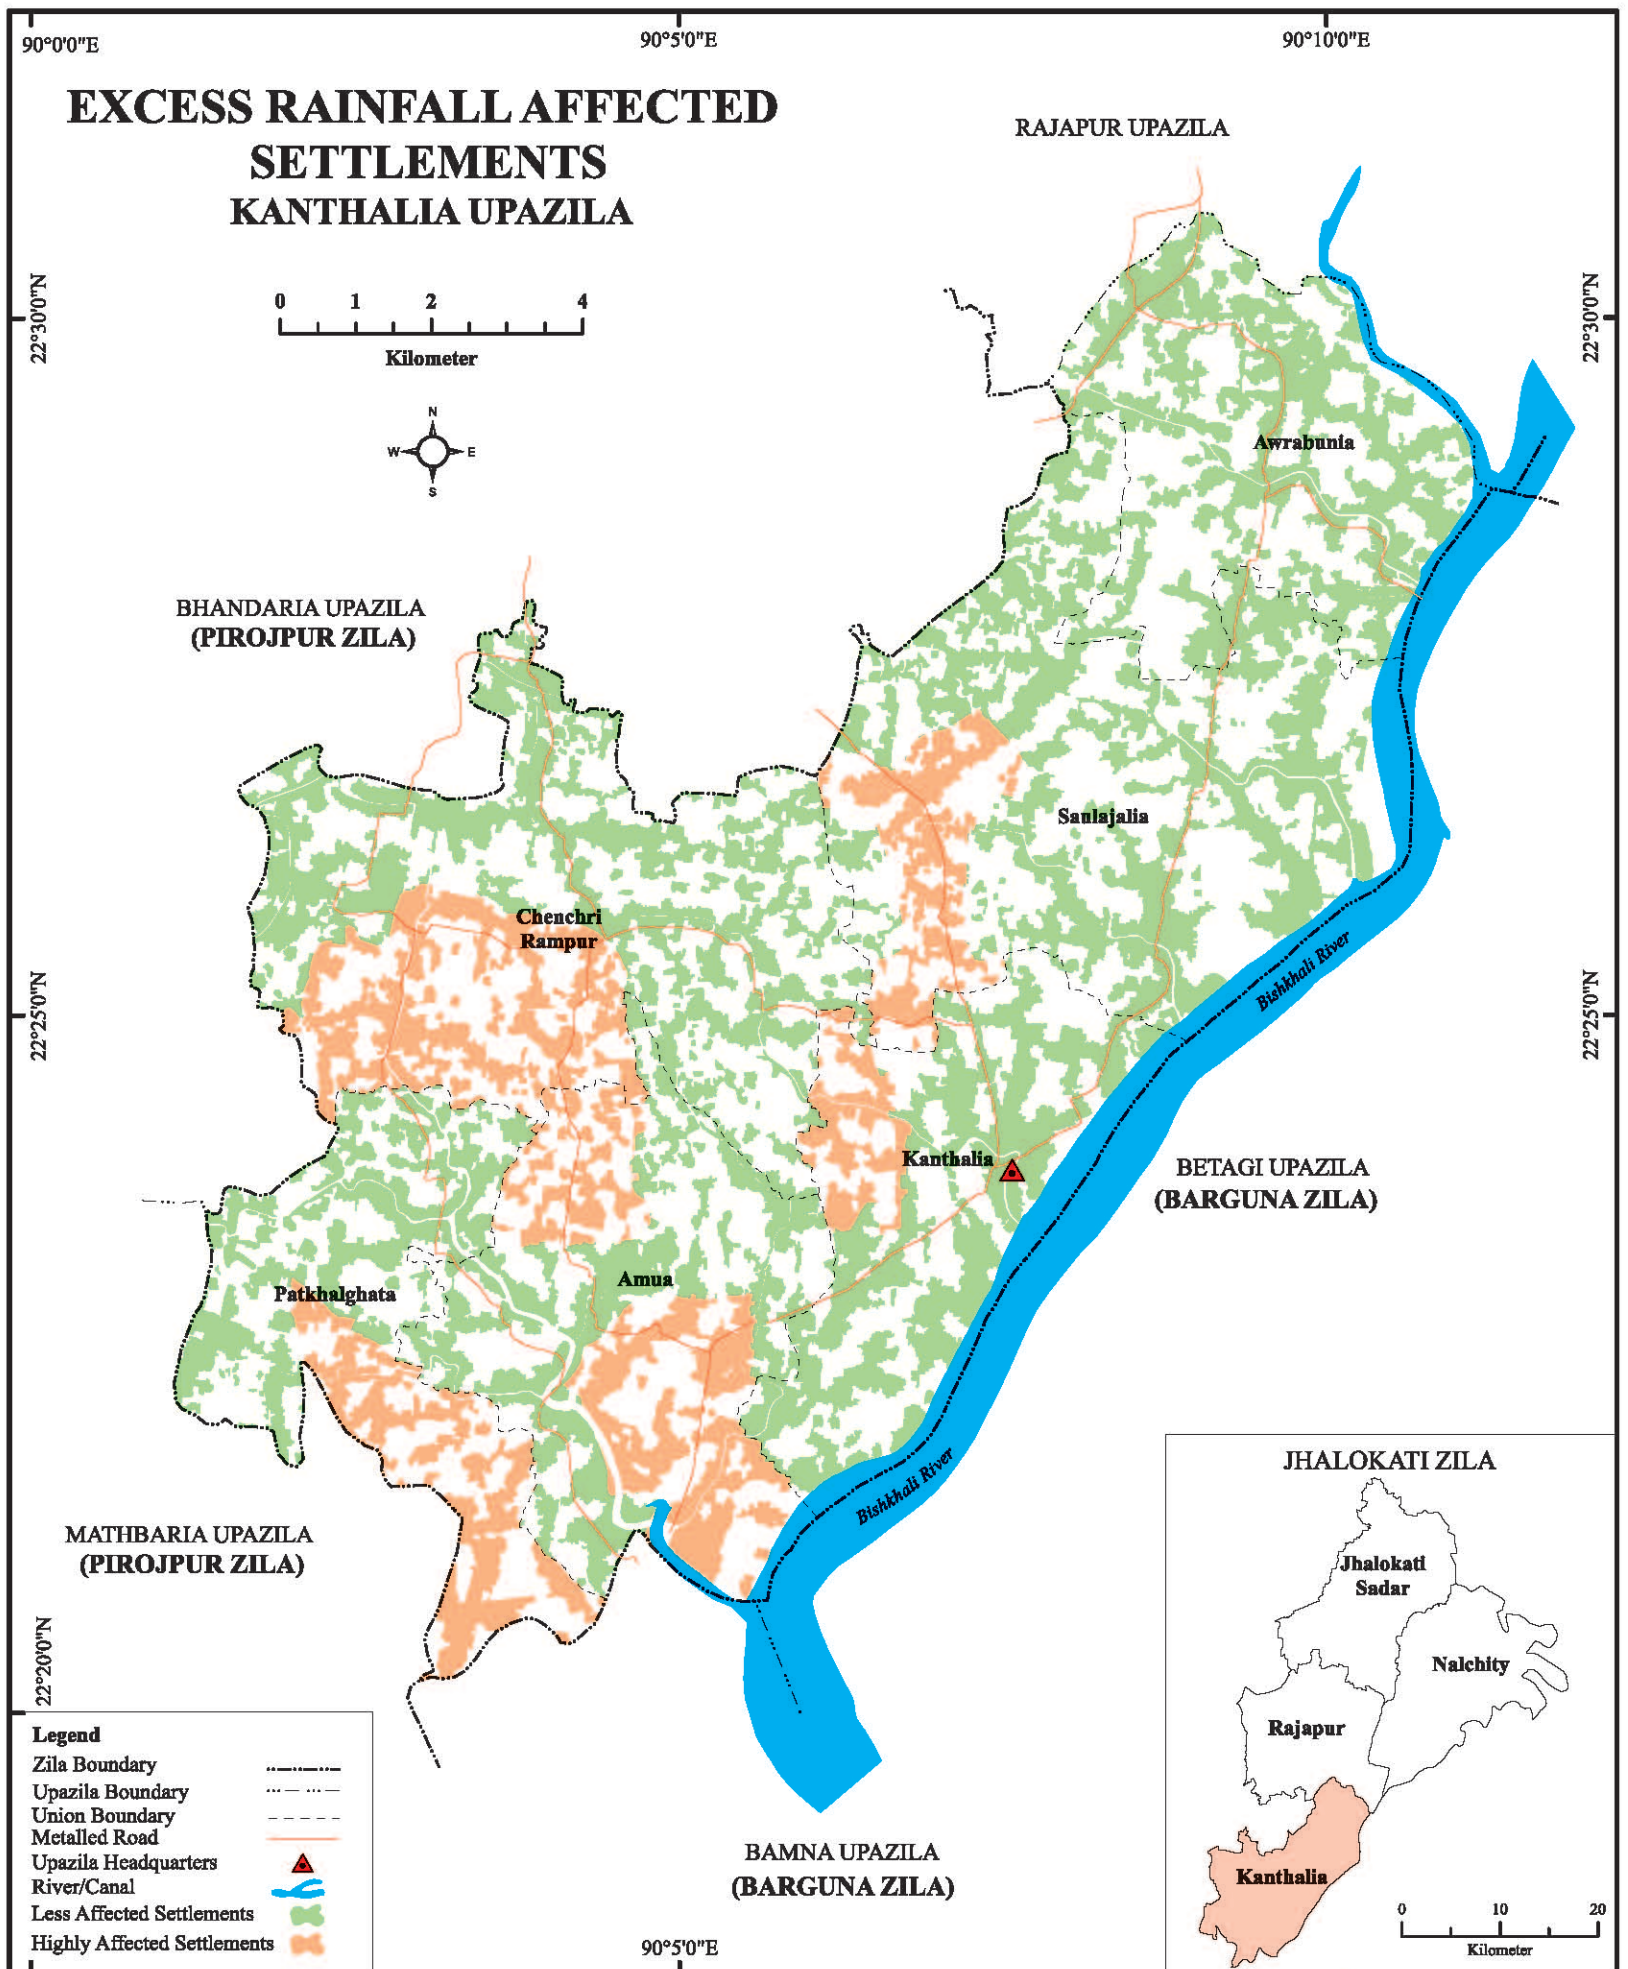 90°0'0"E
90°5'0"E
90°10'0"E
EXCESS RAINFALL AFFECTED
SETTLEMENTS
KANTHALIA UPAZILA
RAJAPUR UPAZILA
0 1 2 4
Kilometer
22°30'0"N
22°30'0"N
N
W E
S
Awrabunia
BHANDARIA UPAZILA
(PIROJPUR ZILA)
Saulajalia
Chenchri
Rampur
Bishkhali River
22°25'0"N
22°25'0"N
Kanthalia
BETAGI UPAZILA
(BARGUNA ZILA)
Amua
Patkhalghata
Bishkhali River
MATHBARIA UPAZILA
(PIROJPUR ZILA)
22°20'0"N
JHALOKATI ZILA
Jhalokati
Sadar
Nalchity
Rajapur
Kanthalia
0 10 20
Kilometer
Legend
Zila Boundary
Upazila Boundary
Union Boundary
Metalled Road
Upazila Headquarters
River/Canal
Less Affected Settlements
Highly Affected Settlements
BAMNA UPAZILA
(BARGUNA ZILA)
90°5'0"E